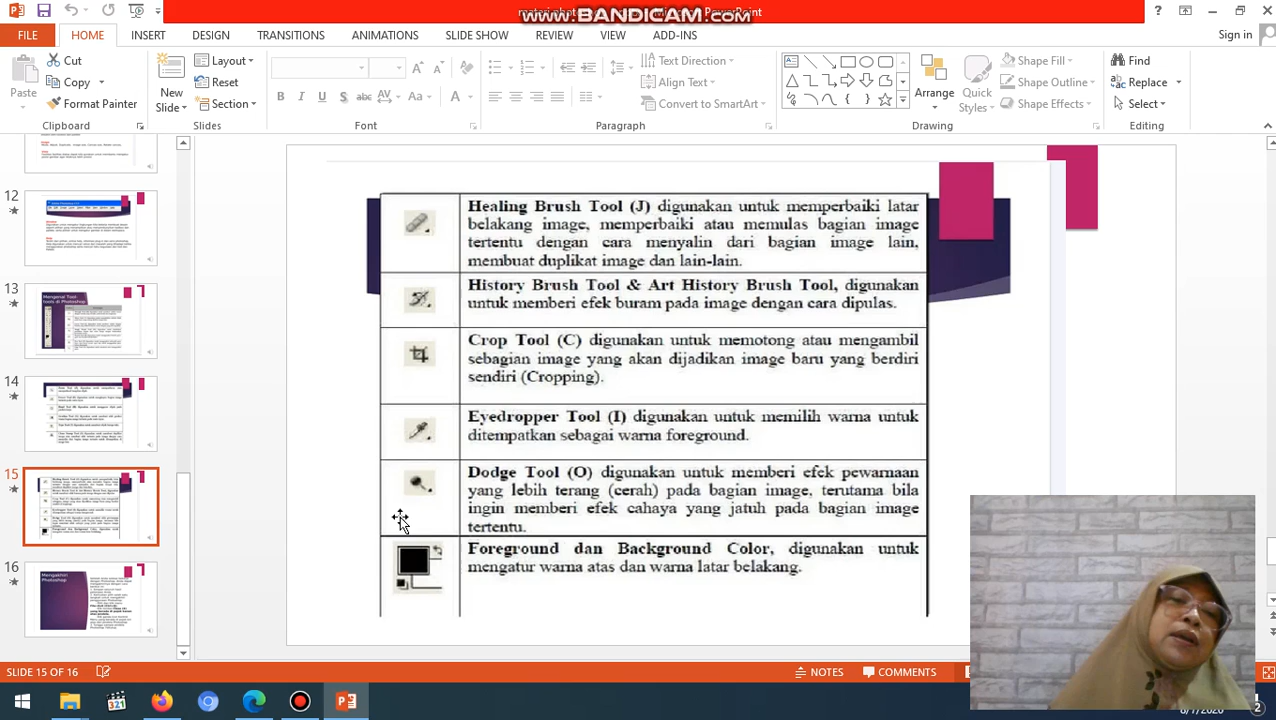 www.BANDICAM.com
PowerPoint
FILE
HOME
INSERT
DESIGN
TRANSITIONS
ANIMATIONS
SLIDE SHOW
REVIEW
VIEW
ADD-INS
Sign in
Paste
Cut
Copy
Format Painter
Clipboard
New
Slide
Layout
Reset
Section
Slides
Font
Paragraph
Text Direction
Align Text
Convert to SmartArt
Arrange
Quick
Styles
Drawing
Shape Fill
Shape Outline
Shape Effects
Find
Replace
Select
Editing
12
13
Mengenal Tool-
tools di Photoshop
14
15
16
Mengakhiri
Photoshop
Healing Brush Tool (J) digunakan untuk memperbaiki latar
belakang image, memperbaiki atau memulas bagian image
tertentu dengan cara menyalin dari bagian image lain,
membuat duplikat image dan lain-lain.
History Brush Tool & Art History Brush Tool, digunakan
untuk memberi efek buram pada image dengan cara dipulas.
Crop Tool (C) digunakan untuk memotong atau mengambil
sebagian image yang akan dijadikan image baru yang berdiri
sendiri (Cropping).
Eyedropper Tool (I) digunakan untuk memilih warna untuk
ditempatkan sebagai warna foreground.
Dodge Tool (O) digunakan untuk memberi efek pewarnaan
yang lebih terang (cerah) pada bagian image, terutama bila
ingin memberi efek cahaya yang jatuh pada bagian image
tertentu.
Foreground dan Background Color, digunakan untuk
mengatur warna atas dan warna latar belakang.
SLIDE 15 OF 16
NOTES
COMMENTS
321
2